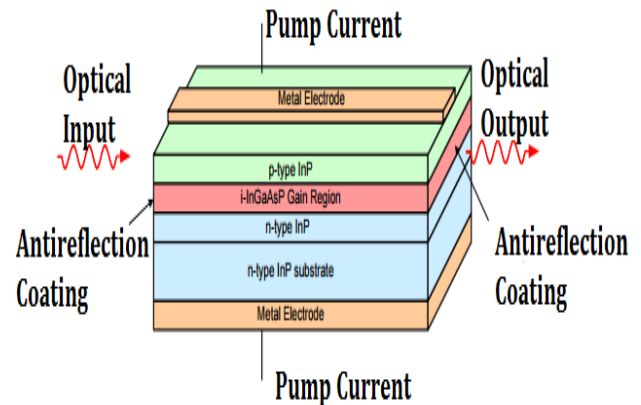 Pump Current
Optical
Input
Optical
Output
Metal Electrode
p-type InP
i-InGaAsP Gain Region
n-type InP
n-type InP substrate
Metal Electrode
Antireflection
Coating
Antireflection
Coating
Pump Current